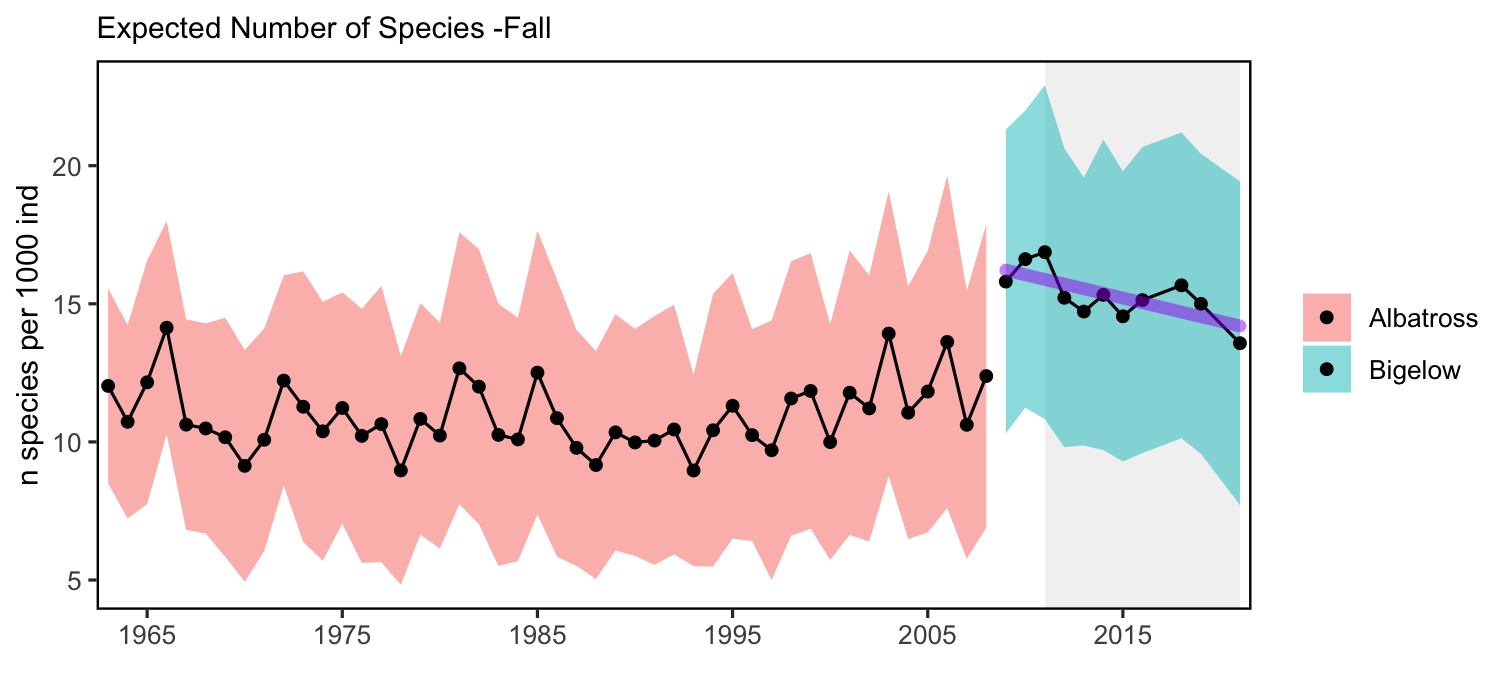 Expected Number of Species -Fall
n species per 1000 ind
20
15
10
5
1965 1975 1985 1995 2005 2015
Albatross
Bigelow